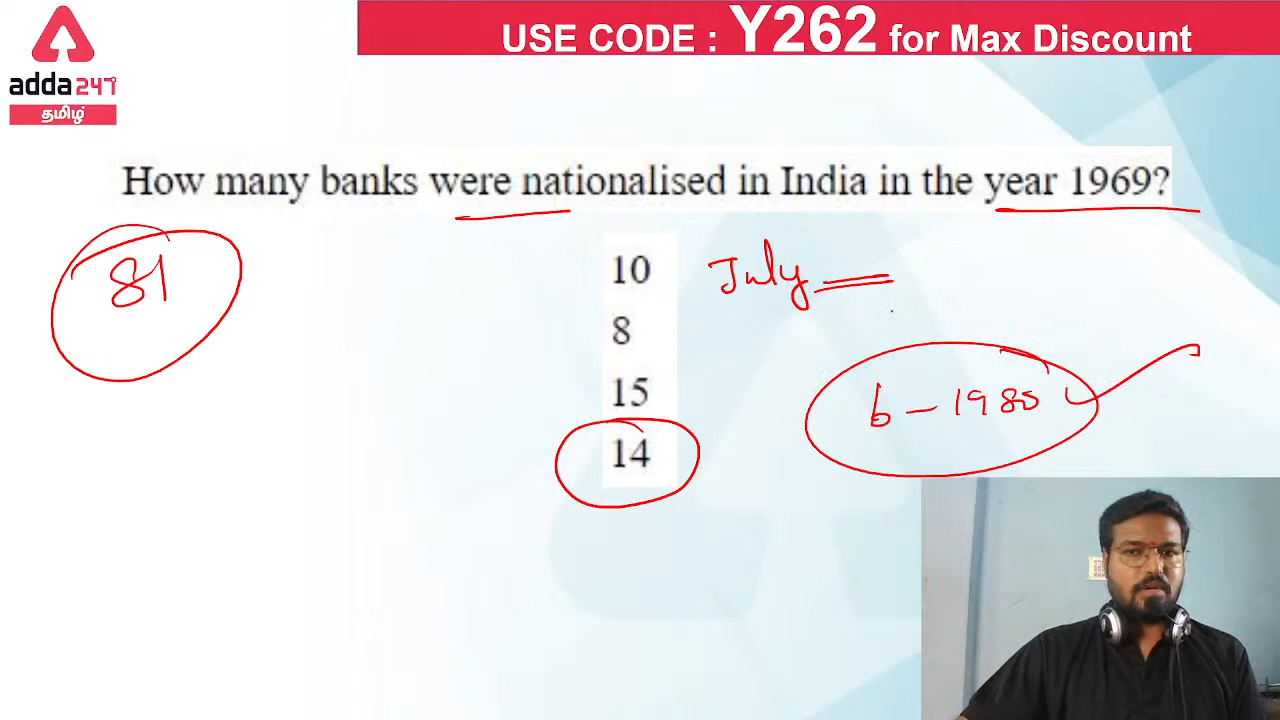 USE CODE : Y262 for Max Discount
adda247
தமிழ்
How many banks were nationalised in India in the year 1969?
81
10
July
8
15
6 - 1980
14